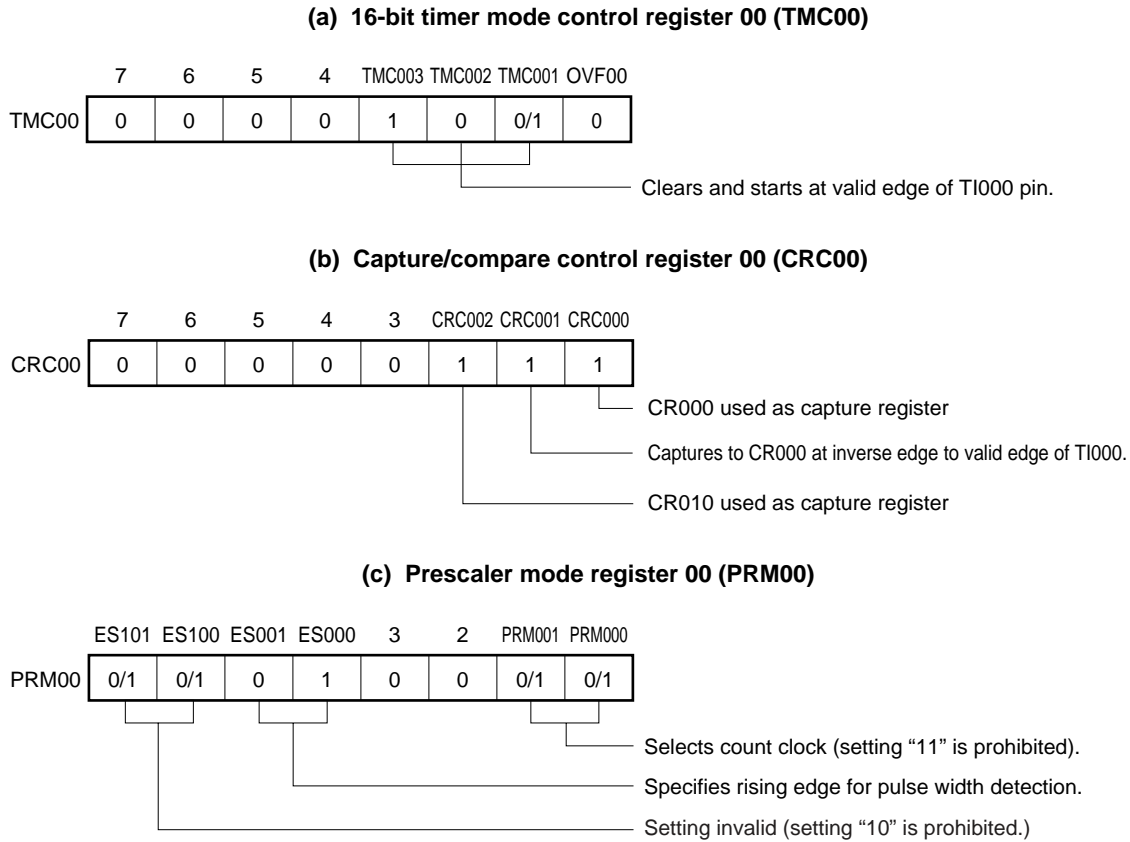 (a) 16-bit timer mode control register 00 (TMC00)
7 6 5 4 TMC003 TMC002 TMC001 OVF00
TMC00 0 0 0 0 1 0 0/1 0
Clears and starts at valid edge of TI000 pin.
(b) Capture/compare control register 00 (CRC00)
7 6 5 4 3 CRC002 CRC001 CRC000
CRC00 0 0 0 0 0 1 1 1
CR000 used as capture register
Captures to CR000 at inverse edge to valid edge of TI000.
CR010 used as capture register
(c) Prescaler mode register 00 (PRM00)
ES101 ES100 ES001 ES000 3 2 PRM001 PRM000
PRM00 0/1 0/1 0 1 0 0 0/1 0/1
Selects count clock (setting “11” is prohibited).
Specifies rising edge for pulse width detection.
Setting invalid (setting “10” is prohibited.)